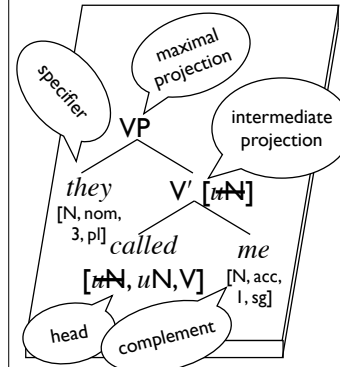 maximal
projection
specifier
VP
intermediate
projection
they
V′ [uN]
[N, nom,
3, pl]
called
me
[uN, uN, V]
[N, acc,
1, sg]
head
complement